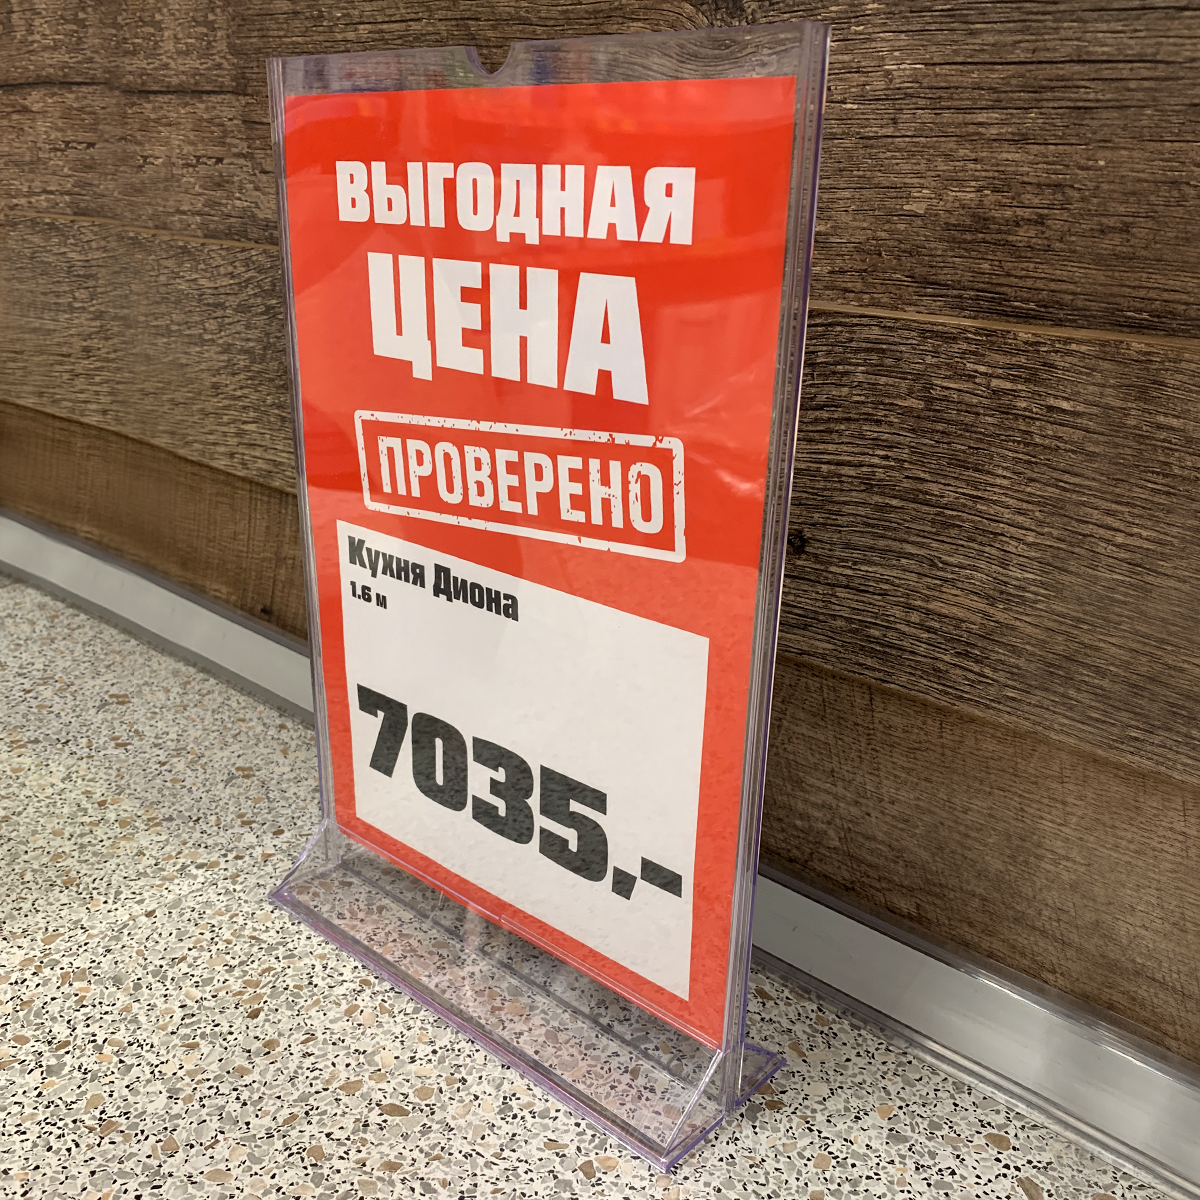 ВЫГОДНАЯ
ЦЕНА
ПРОВЕРЕНО
Кухня Диона
1.6 м
7035,-